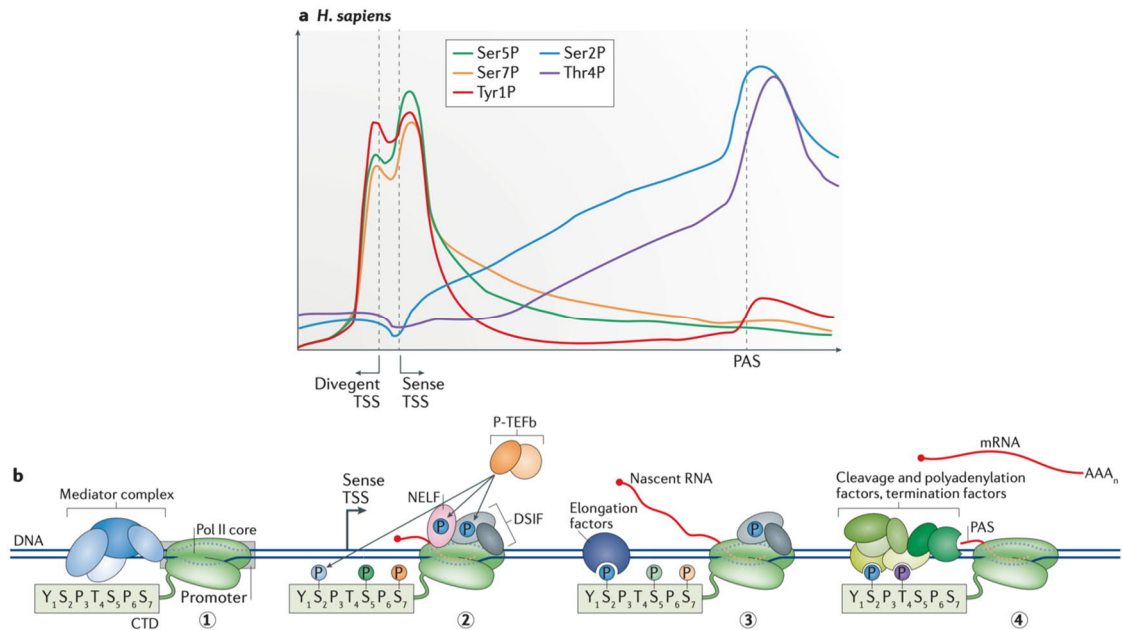 a H. sapiens
Ser5P
Ser2P
Ser7P
Thr4P
Tyr1P
Divegent
TSS
Sense
TSS
PAS
b
Mediator complex
Pol II core
DNA
Promoter
Y1S2P3T4S5P6S7
CTD
1
Sense
TSS
P-TEFb
NELF
DSIF
P
P
P
P
P
Y1S2P3T4S5P6S7
2
Nascent RNA
Elongation
factors
P
P
P
P
Y1S2P3T4S5P6S7
3
mRNA
AAAn
Cleavage and polyadenylation
factors, termination factors
PAS
P
P
Y1S2P3T4S5P6S7
4